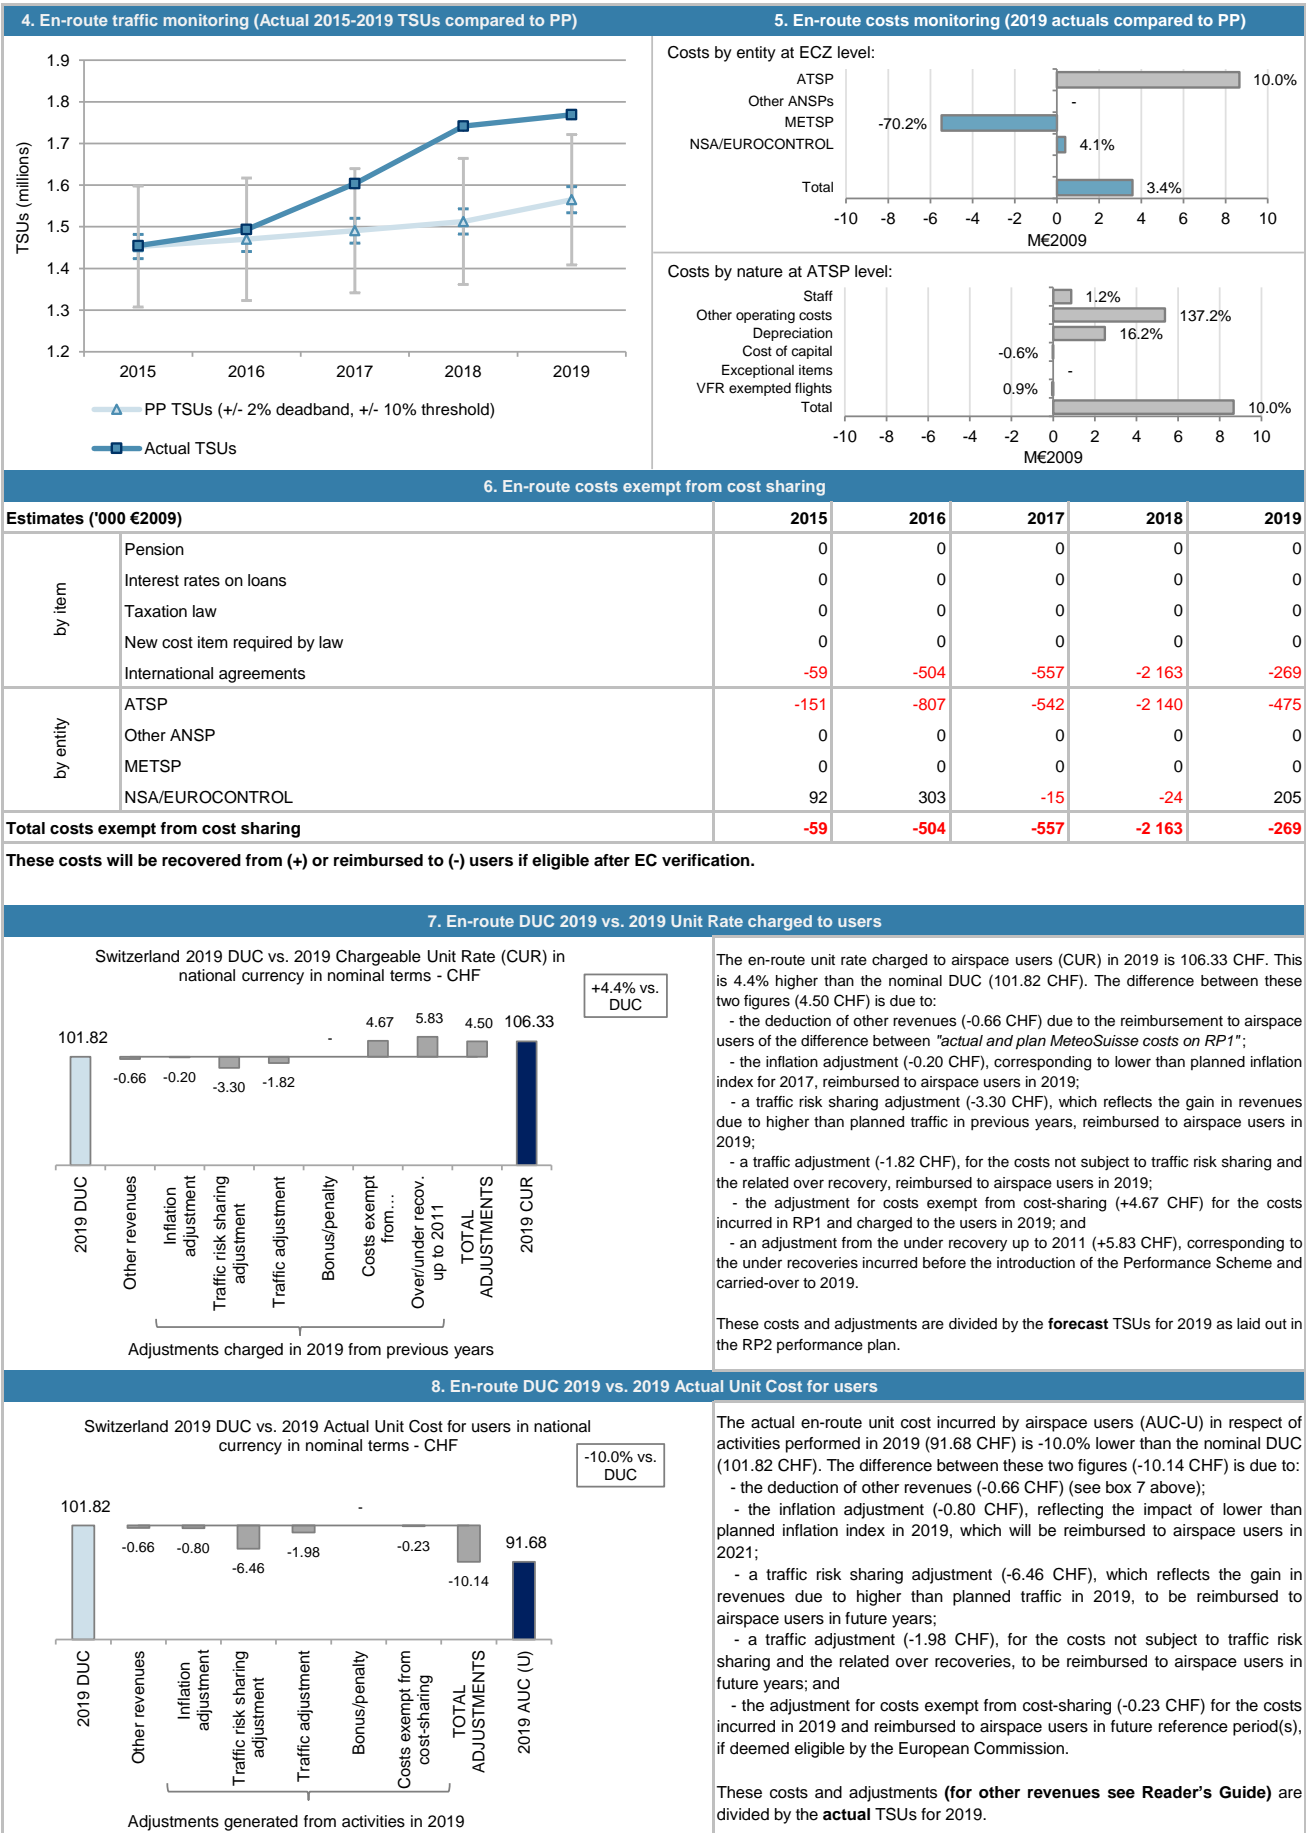 4. En-route traffic monitoring (Actual 2015-2019 TSUs compared to PP)
1.9
1.8
1.7
1.6
1.5
1.4
1.3
1.2
TSUs (millions)
2015 2016 2017 2018 2019
PP TSUs (+/- 2% deadband, +/- 10% threshold)
Actual TSUs
5. En-route costs monitoring (2019 actuals compared to PP)
Costs by entity at ECZ level:
ATSP 10.0%
Other ANSPs -
METSP -70.2%
NSA/EUROCONTROL 4.1%
Total 3.4%
-10 -8 -6 -4 -2 0 2 4 6 8 10
M€2009
Costs by nature at ATSP level:
Staff 1.2%
Other operating costs 137.2%
Depreciation 16.2%
Cost of capital -0.6%
Exceptional items -
VFR exempted flights 0.9%
Total 10.0%
-10 -8 -6 -4 -2 0 2 4 6 8 10
M€2009
6. En-route costs exempt from cost sharing
Estimates ('000 €2009) 2015 2016 2017 2018 2019
by item
Pension 0 0 0 0 0
Interest rates on loans 0 0 0 0 0
Taxation law 0 0 0 0 0
New cost item required by law 0 0 0 0 0
International agreements -59 -504 -557 -2 163 -269
by entity
ATSP -151 -807 -542 -2 140 -475
Other ANSP 0 0 0 0 0
METSP 0 0 0 0 0
NSA/EUROCONTROL 92 303 -15 -24 205
Total costs exempt from cost sharing -59 -504 -557 -2 163 -269
These costs will be recovered from (+) or reimbursed to (-) users if eligible after EC verification.
7. En-route DUC 2019 vs. 2019 Unit Rate charged to users
Switzerland 2019 DUC vs. 2019 Chargeable Unit Rate (CUR) in
national currency in nominal terms - CHF
+4.4% vs.
DUC
101.82 -0.66 -0.20 -3.30 -1.82 - 4.67 5.83 4.50 106.33
2019 DUC
Other revenues
Inflation
adjustment
Traffic risk sharing
adjustment
Traffic adjustment
Bonus/penalty
Costs exempt
from...
Over/under recov.
up to 2011
TOTAL
ADJUSTMENTS
2019 CUR
Adjustments charged in 2019 from previous years
The en-route unit rate charged to airspace users (CUR) in 2019 is 106.33 CHF. This
is 4.4% higher than the nominal DUC (101.82 CHF). The difference between these
two figures (4.50 CHF) is due to:
- the deduction of other revenues (-0.66 CHF) due to the reimbursement to airspace
users of the difference between "actual and plan MeteoSuisse costs on RP1";
- the inflation adjustment (-0.20 CHF), corresponding to lower than planned inflation
index for 2017, reimbursed to airspace users in 2019;
- a traffic risk sharing adjustment (-3.30 CHF), which reflects the gain in revenues
due to higher than planned traffic in previous years, reimbursed to airspace users in
2019;
- a traffic adjustment (-1.82 CHF), for the costs not subject to traffic risk sharing and
the related over recovery, reimbursed to airspace users in 2019;
- the adjustment for costs exempt from cost-sharing (+4.67 CHF) for the costs
incurred in RP1 and charged to the users in 2019; and
- an adjustment from the under recovery up to 2011 (+5.83 CHF), corresponding to
the under recoveries incurred before the introduction of the Performance Scheme and
carried-over to 2019.
These costs and adjustments are divided by the forecast TSUs for 2019 as laid out in
the RP2 performance plan.
8. En-route DUC 2019 vs. 2019 Actual Unit Cost for users
Switzerland 2019 DUC vs. 2019 Actual Unit Cost for users in national
currency in nominal terms - CHF
-10.0% vs.
DUC
101.82 -0.66 -0.80 -6.46 -1.98 - -0.23 -10.14 91.68
2019 DUC
Other revenues
Inflation
adjustment
Traffic risk sharing
adjustment
Traffic adjustment
Bonus/penalty
Costs exempt from
cost-sharing
TOTAL
ADJUSTMENTS
2019 AUC (U)
Adjustments generated from activities in 2019
The actual en-route unit cost incurred by airspace users (AUC-U) in respect of
activities performed in 2019 (91.68 CHF) is -10.0% lower than the nominal DUC
(101.82 CHF). The difference between these two figures (-10.14 CHF) is due to:
- the deduction of other revenues (-0.66 CHF) (see box 7 above);
- the inflation adjustment (-0.80 CHF), reflecting the impact of lower than
planned inflation index in 2019, which will be reimbursed to airspace users in
2021;
- a traffic risk sharing adjustment (-6.46 CHF), which reflects the gain in
revenues due to higher than planned traffic in 2019, to be reimbursed to
airspace users in future years;
- a traffic adjustment (-1.98 CHF), for the costs not subject to traffic risk
sharing and the related over recoveries, to be reimbursed to airspace users in
future years; and
- the adjustment for costs exempt from cost-sharing (-0.23 CHF) for the costs
incurred in 2019 and reimbursed to airspace users in future reference period(s),
if deemed eligible by the European Commission.
These costs and adjustments (for other revenues see Reader's Guide) are
divided by the actual TSUs for 2019.